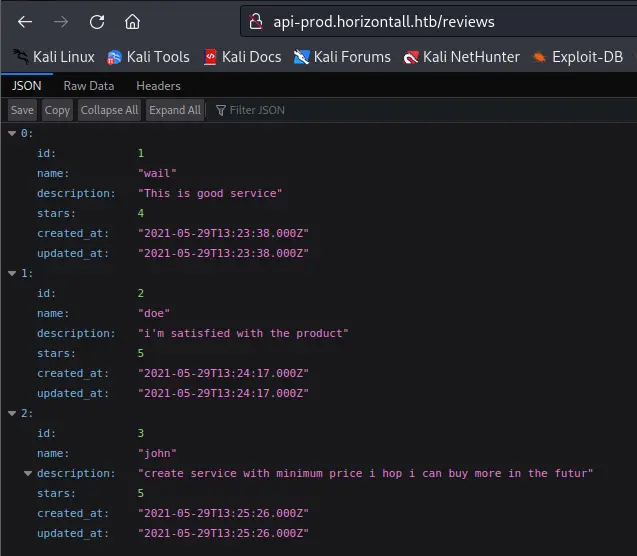 api-prod.horizontall.htb/reviews
Kali Linux Kali Tools Kali Docs Kali Forums Kali NetHunter Exploit-DB
JSON Raw Data Headers
Save Copy Collapse All Expand All Filter JSON
0:
id: 1
name: "wail"
description: "This is good service"
stars: 4
created_at: "2021-05-29T13:23:38.000Z"
updated_at: "2021-05-29T13:23:38.000Z"
1:
id: 2
name: "doe"
description: "i'm satisfied with the product"
stars: 5
created_at: "2021-05-29T13:24:17.000Z"
updated_at: "2021-05-29T13:24:17.000Z"
2:
id: 3
name: "john"
description: "create service with minimum price i hop i can buy more in the futur"
stars: 5
created_at: "2021-05-29T13:25:26.000Z"
updated_at: "2021-05-29T13:25:26.000Z"